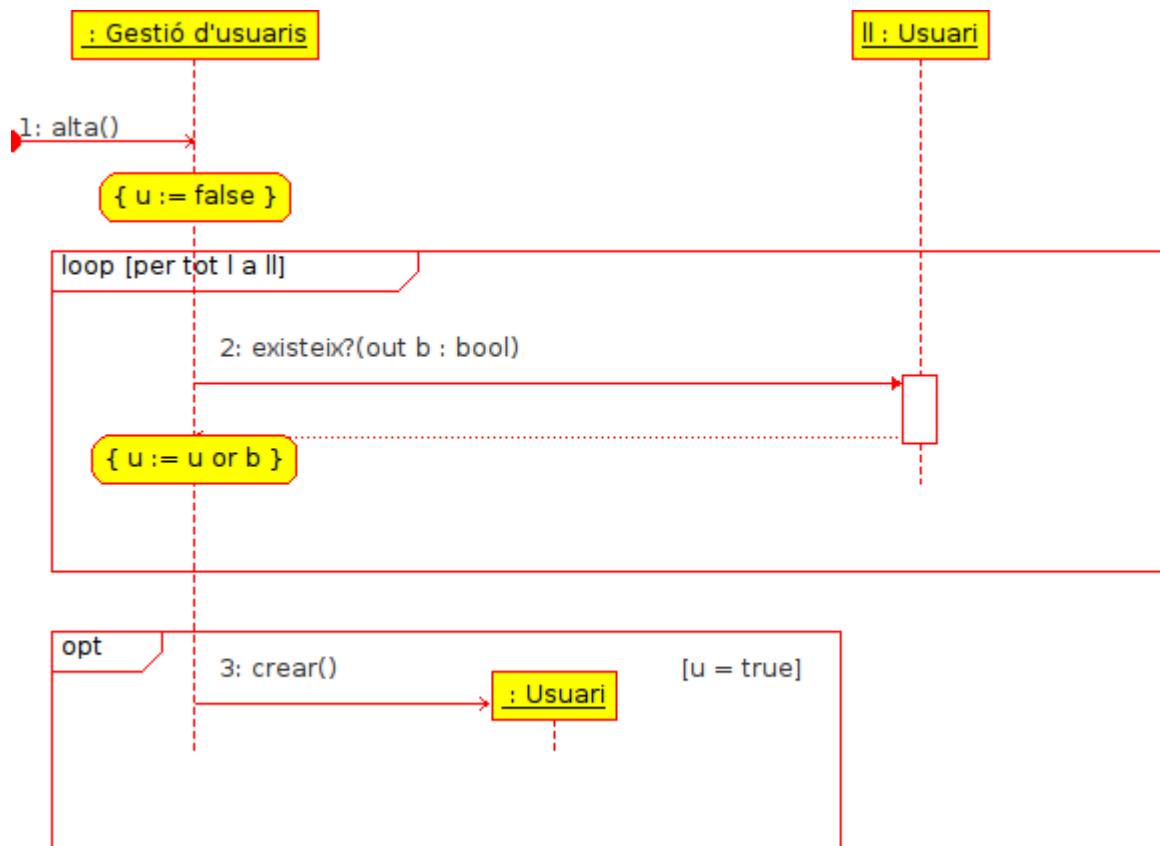 : Gestió d'usuaris
ll : Usuari
1: alta()
{ u := false }
loop [per tot l a ll]
2: existeix?(out b : bool)
{ u := u or b }
opt
3: crear()
[u = true]
: Usuari